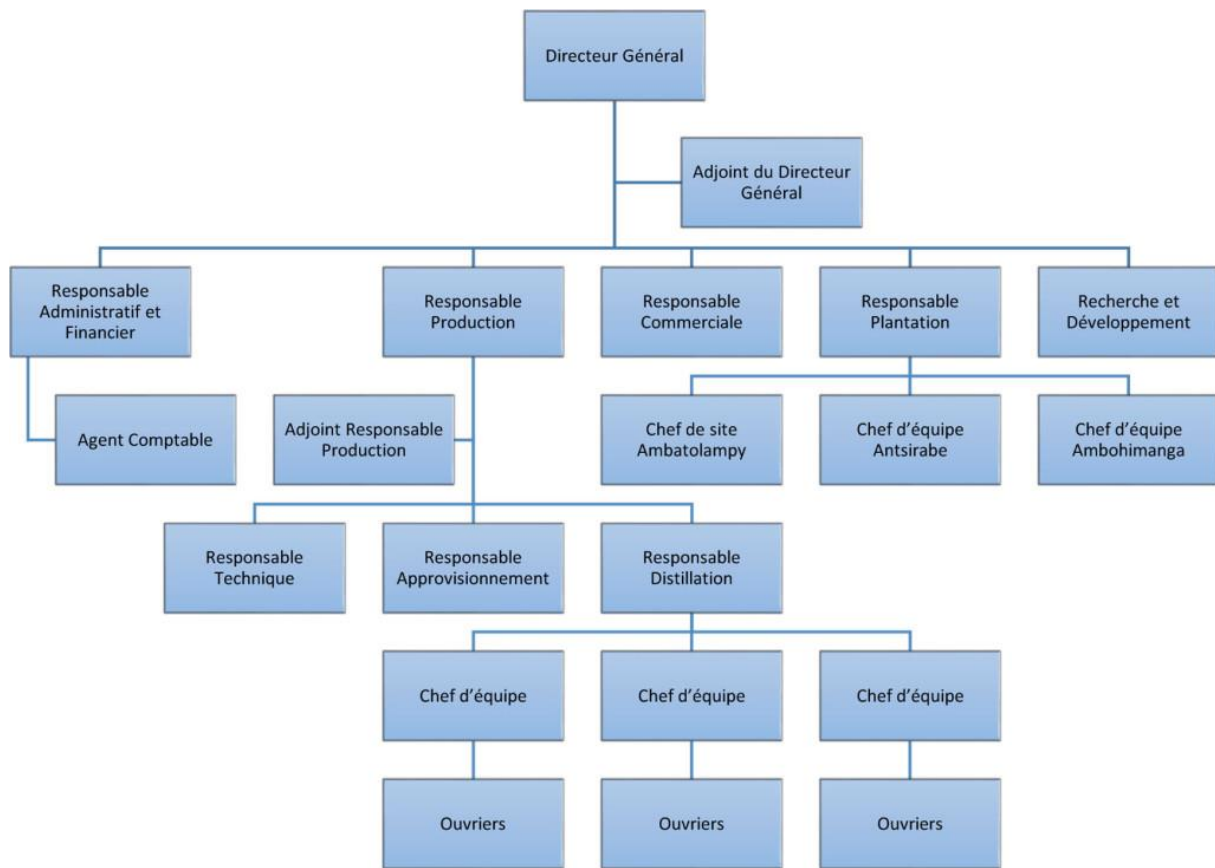 Directeur Général
Adjoint du Directeur
Général
Responsable
Administratif et
Financier
Responsable
Production
Responsable
Commerciale
Responsable
Plantation
Recherche et
Développement
Agent Comptable
Adjoint Responsable
Production
Chef de site
Ambatolampy
Chef d'équipe
Antsirabe
Chef d'équipe
Ambohimanga
Responsable
Technique
Responsable
Approvisionnement
Responsable
Distillation
Chef d’équipe
Chef d’équipe
Chef d’équipe
Ouvriers
Ouvriers
Ouvriers